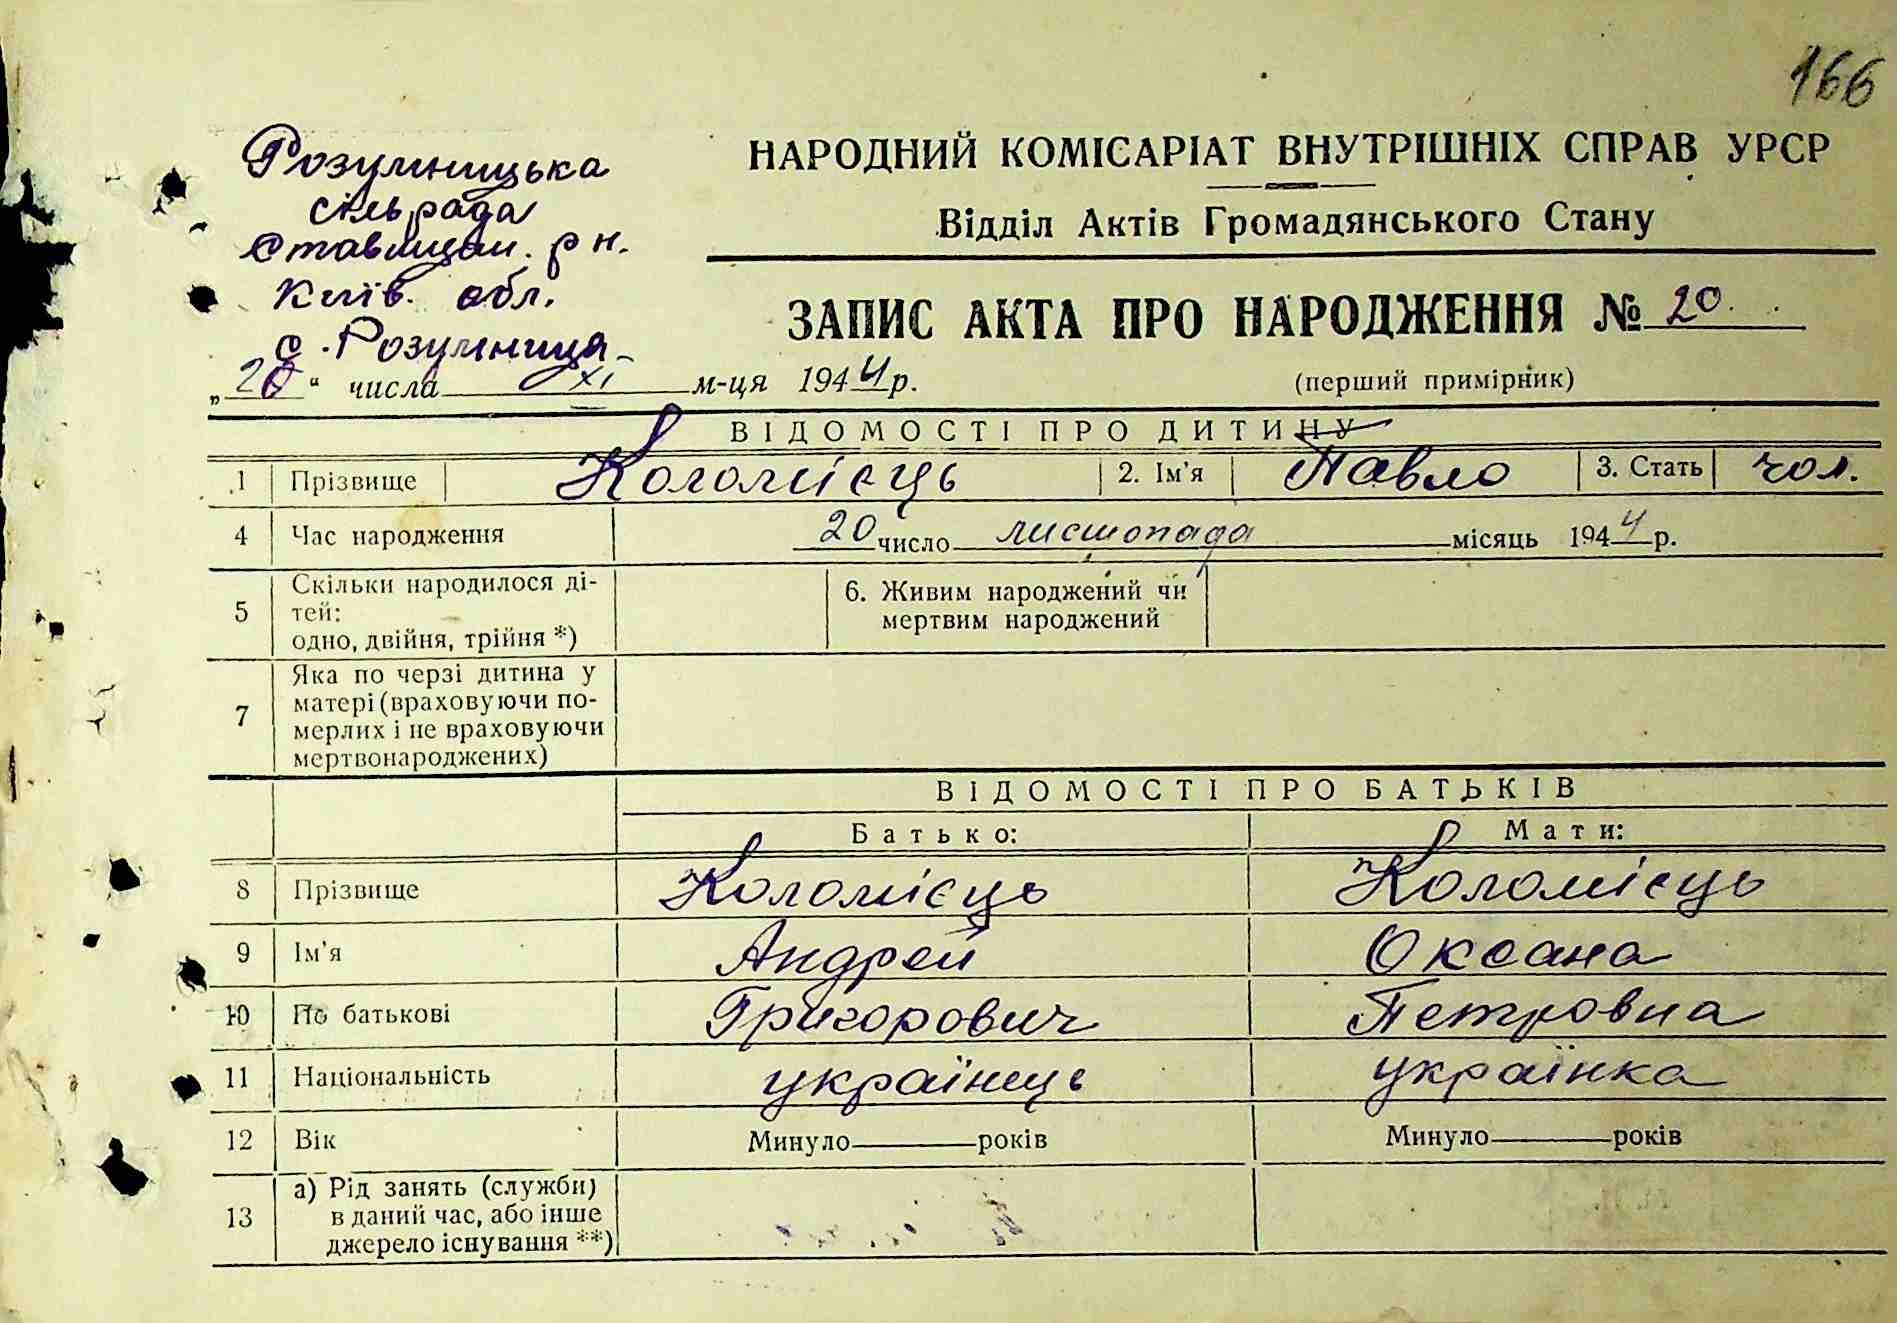 166
Розумницька
сільрада
Ставищан. р н.
Київ. обл.
с. Розумниця
НАРОДНИЙ КОМІСАРІАТ ВНУТРІШНІХ СПРАВ УРСР
Відділ Актів Громадянського Стану
ЗАПИС АКТА ПРО НАРОДЖЕННЯ № 20.
„20“ числа XI м-ця 1944 р.
(перший примірник)
ВІДОМОСТІ ПРО ДИТИНУ
1 Прізвище Коломієць 2. Ім'я Павло 3. Стать чол.
4 Час народження 20 число листопада місяць 1944 р.
5 Скільки народилося ді-
тей:
одно, двійня, трійня *)
6. Живим народжений чи
мертвим народжений
7 Яка по черзі дитина у
матері (враховуючи по-
мерлих і не враховуючи
мертвонароджених)
ВІДОМОСТІ ПРО БАТЬКІВ
Батько: Мати:
8 Прізвище Коломієць Коломієць
9 Ім'я Андрей Оксана
10 По батькові Григорович Петровна
11 Національність українець українка
12 Вік Минуло років Минуло років
13 а) Рід занять (служби)
в даний час, або інше
джерело існування **)